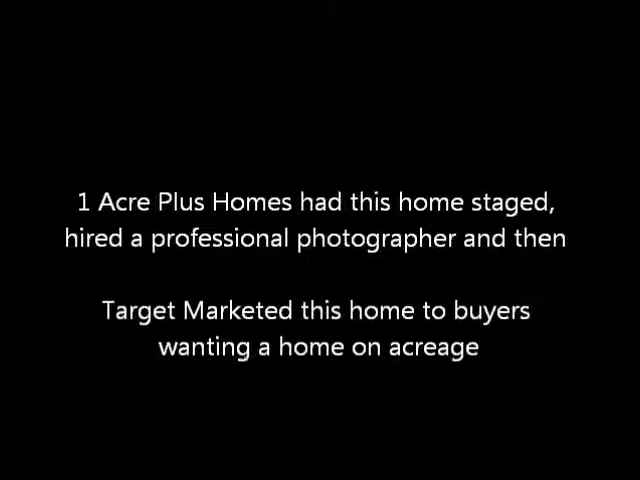 1 Acre Plus Homes had this home staged,
hired a professional photographer and then
Target Marketed this home to buyers
wanting a home on acreage